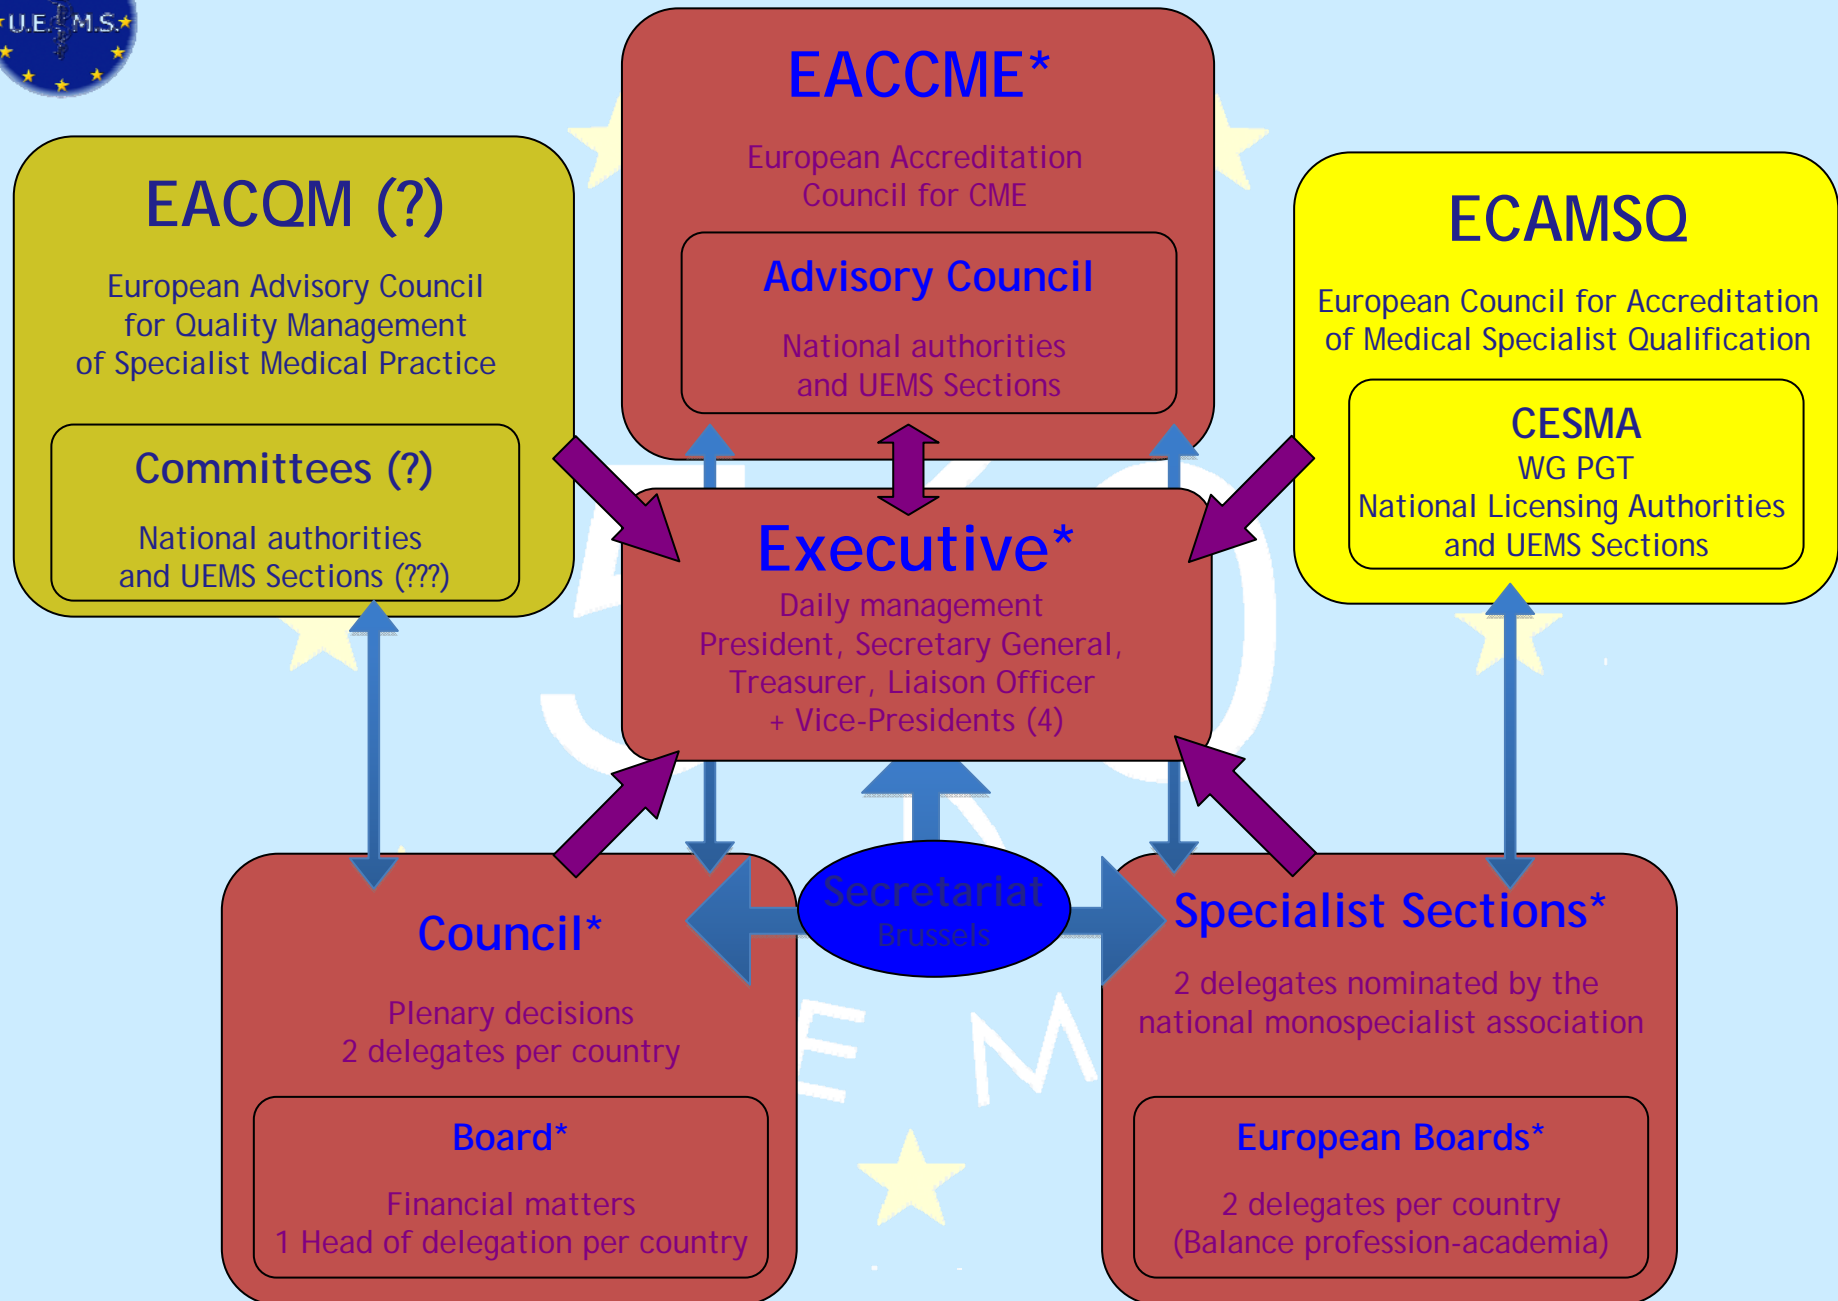 U.E.M.S.
EACCME*
European Accreditation
Council for CME
Advisory Council
National authorities
and UEMS Sections
EACQM (?)
European Advisory Council
for Quality Management
of Specialist Medical Practice
Committees (?)
National authorities
and UEMS Sections (???)
ECAMSQ
European Council for Accreditation
of Medical Specialist Qualification
CESMA
WG PGT
National Licensing Authorities
and UEMS Sections
Executive*
Daily management
President, Secretary General,
Treasurer, Liaison Officer
+ Vice-Presidents (4)
Secretariat
Brussels
Council*
Plenary decisions
2 delegates per country
Board*
Financial matters
1 Head of delegation per country
Specialist Sections*
2 delegates nominated by the
national monospecialist association
European Boards*
2 delegates per country
(Balance profession-academia)
E M